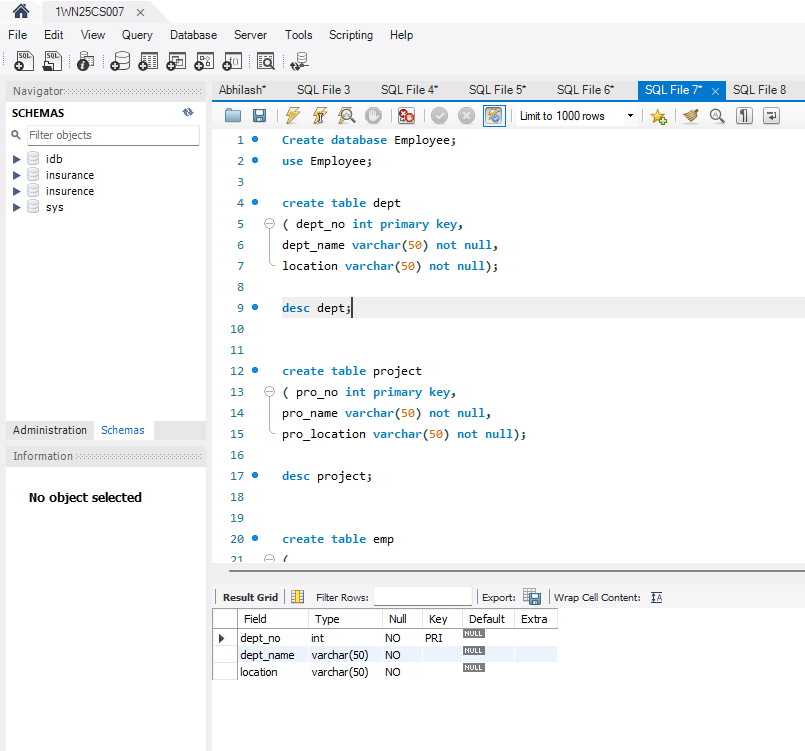 1WN25CS007
File Edit View Query Database Server Tools Scripting Help
Navigator
SCHEMAS
Filter objects
idb
insurance
insurence
sys
Administration Schemas
Information
No object selected
Abhilash* SQL File 3 SQL File 4* SQL File 5* SQL File 6* SQL File 7* SQL File 8
Limit to 1000 rows
1 Create database Employee;
2 use Employee;
3
4 create table dept
5 ( dept_no int primary key,
6 dept_name varchar(50) not null,
7 location varchar(50) not null);
8
9 desc dept;
10
11
12 create table project
13 ( pro_no int primary key,
14 pro_name varchar(50) not null,
15 pro_location varchar(50) not null);
16
17 desc project;
18
19
20 create table emp
21 (
Result Grid Filter Rows: Export: Wrap Cell Content:
Field Type Null Key Default Extra
dept_no int NO PRI NULL
dept_name varchar(50) NO NULL
location varchar(50) NO NULL